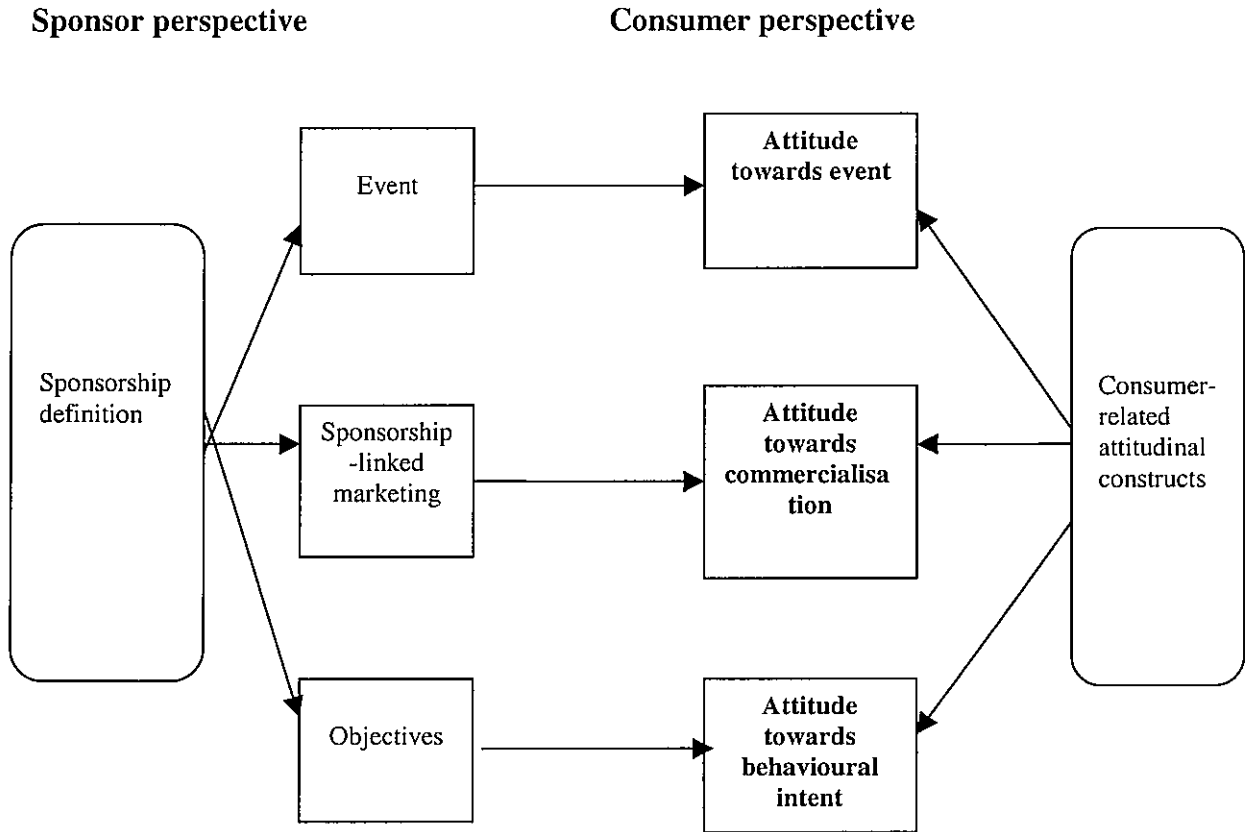 Sponsor perspective
Consumer perspective
Event
Attitude
towards event
Sponsorship
definition
Sponsorship
-linked
marketing
Attitude
towards
commercialisa
tion
Consumer-
related
attitudinal
constructs
Objectives
Attitude
towards
behavioural
intent